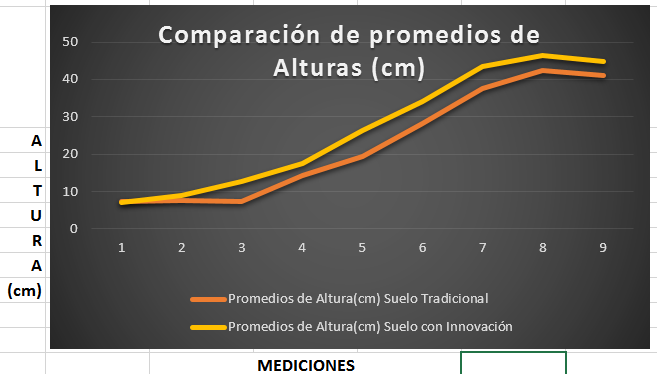 Comparación de promedios de
Alturas (cm)
50
40
30
20
10
0
1 2 3 4 5 6 7 8 9
A
L
T
U
R
A
(cm)
Promedios de Altura(cm) Suelo Tradicional
Promedios de Altura(cm) Suelo con Innovación
MEDICIONES